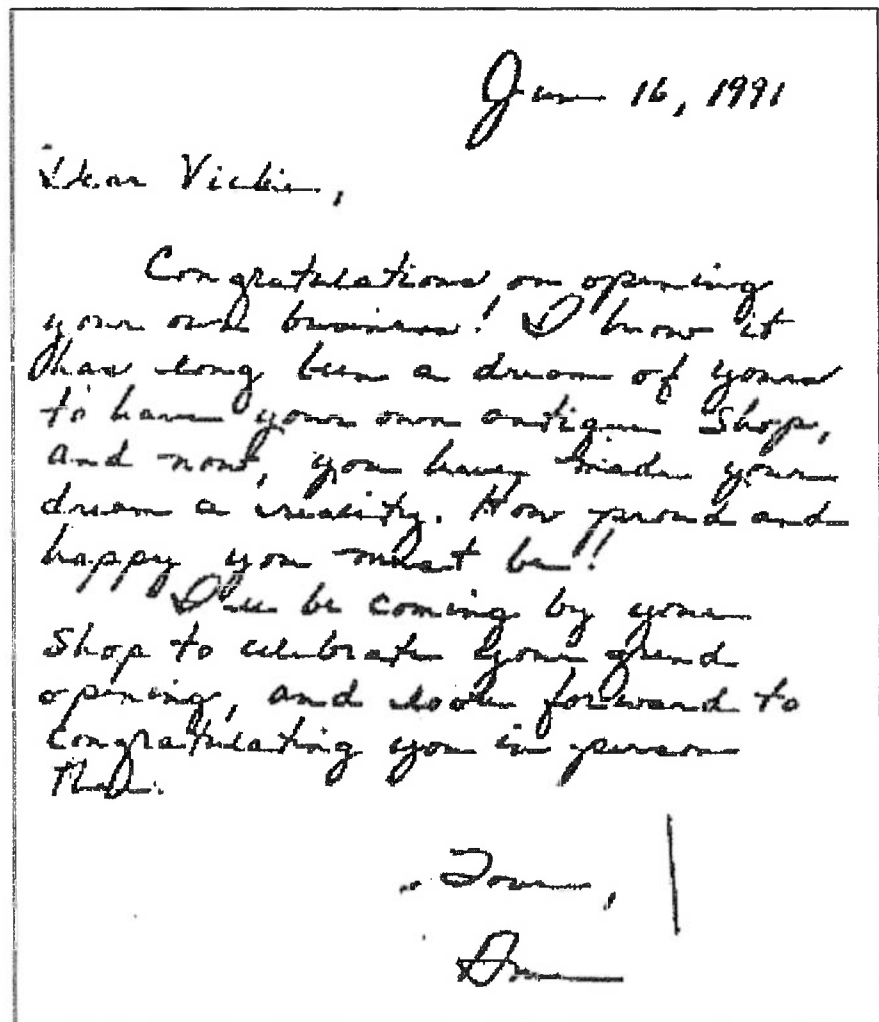 June 16, 1991
Dear Vickie,
Congratulations on opening
your own business! I know it
has long been a dream of yours
to have your own antique shop,
and now, you have made your
dream a reality. How proud and
happy you must be!
I'll be coming by your
shop to celebrate your grand
opening, and look forward to
congratulating you in person
then.
Love,